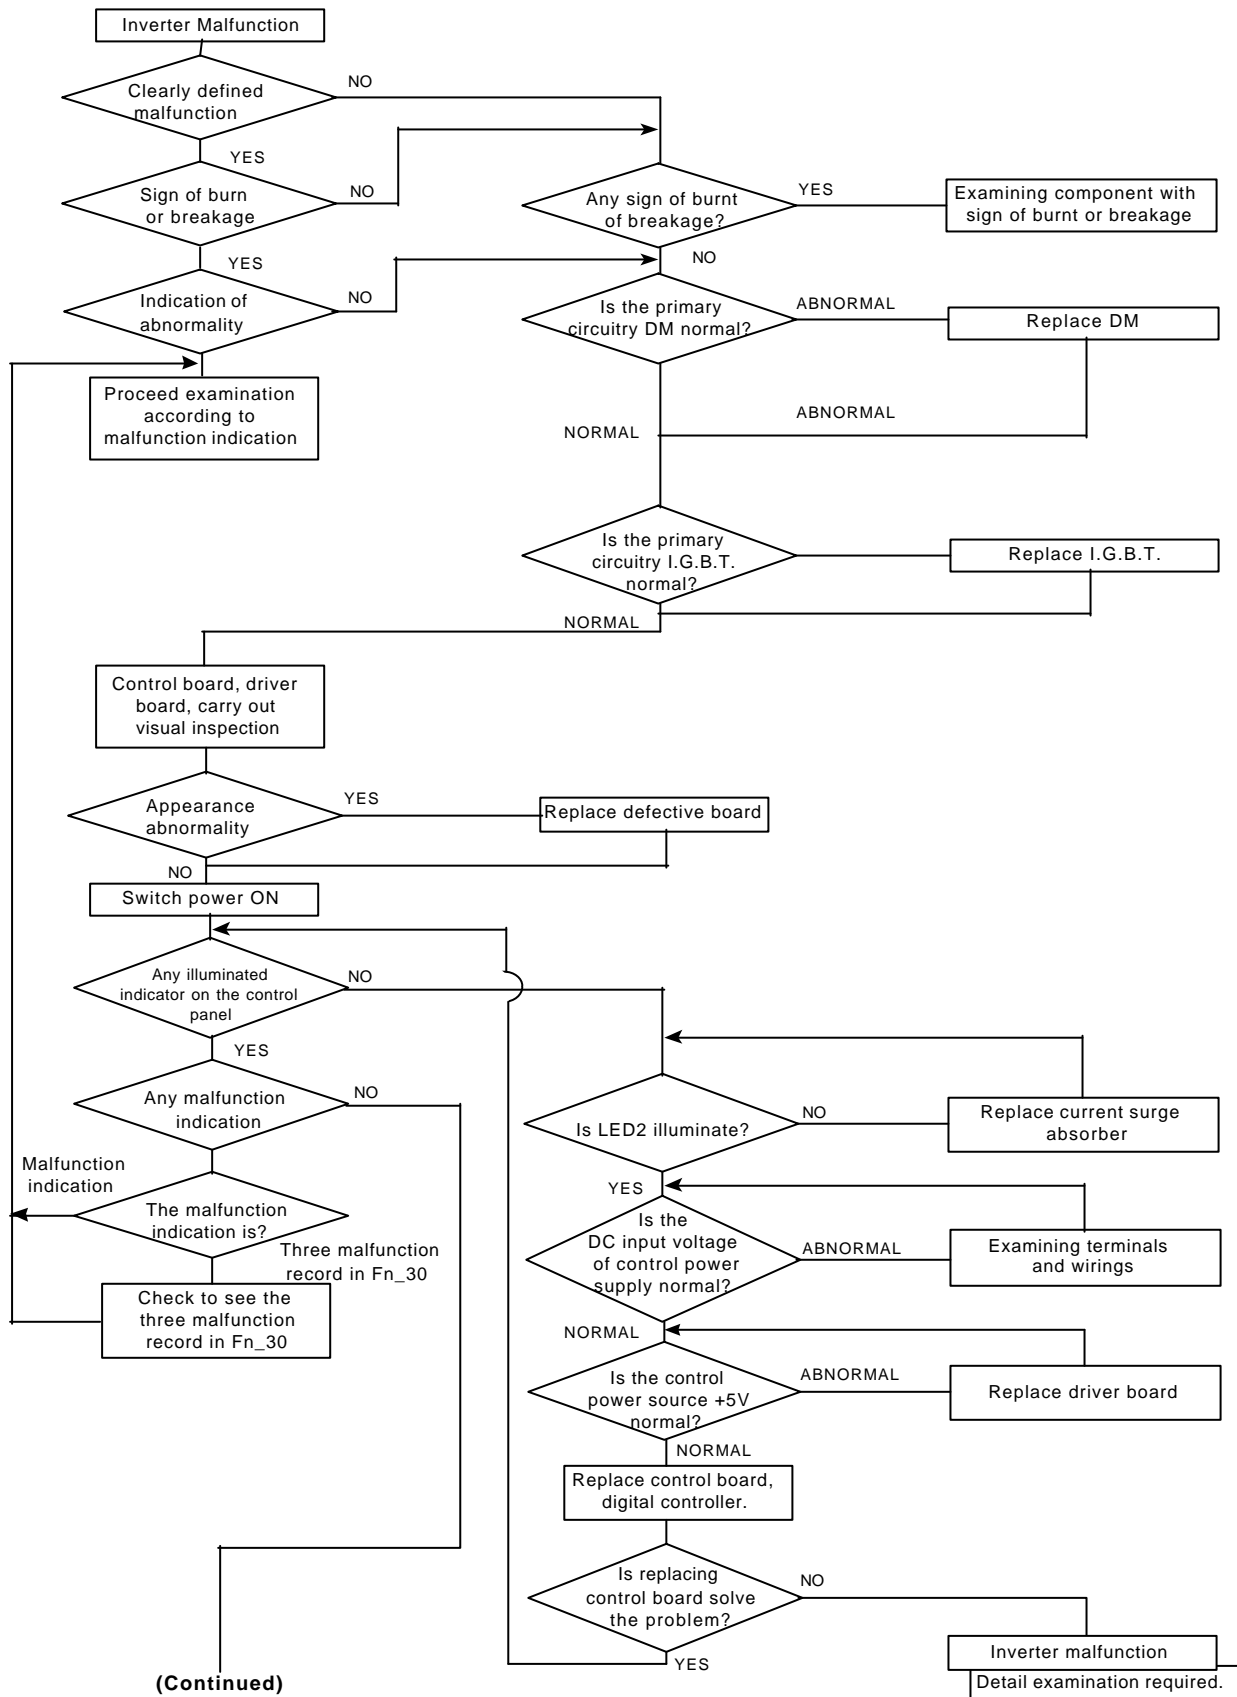 Inverter Malfunction
Clearly defined
malfunction
NO
YES
Sign of burn
or breakage
NO
YES
Indication of
abnormality
NO
Proceed examination
according to
malfunction indication
Any sign of burnt
of breakage?
YES
Examining component with
sign of burnt or breakage
NO
Is the primary
circuitry DM normal?
ABNORMAL
Replace DM
ABNORMAL
NORMAL
Is the primary
circuitry I.G.B.T.
normal?
Replace I.G.B.T.
NORMAL
Control board, driver
board, carry out
visual inspection
Appearance
abnormality
YES
Replace defective board
NO
Switch power ON
Any illuminated
indicator on the control
panel
NO
YES
Any malfunction
indication
NO
Malfunction
indication
The malfunction
indication is?
Three malfunction
record in Fn_30
Check to see the
three malfunction
record in Fn_30
Is LED2 illuminate?
NO
Replace current surge
absorber
YES
Is the
DC input voltage
of control power
supply normal?
ABNORMAL
Examining terminals
and wirings
NORMAL
Is the control
power source +5V
normal?
ABNORMAL
Replace driver board
NORMAL
Replace control board,
digital controller.
Is replacing
control board solve
the problem?
NO
YES
Inverter malfunction
Detail examination required.
(Continued)